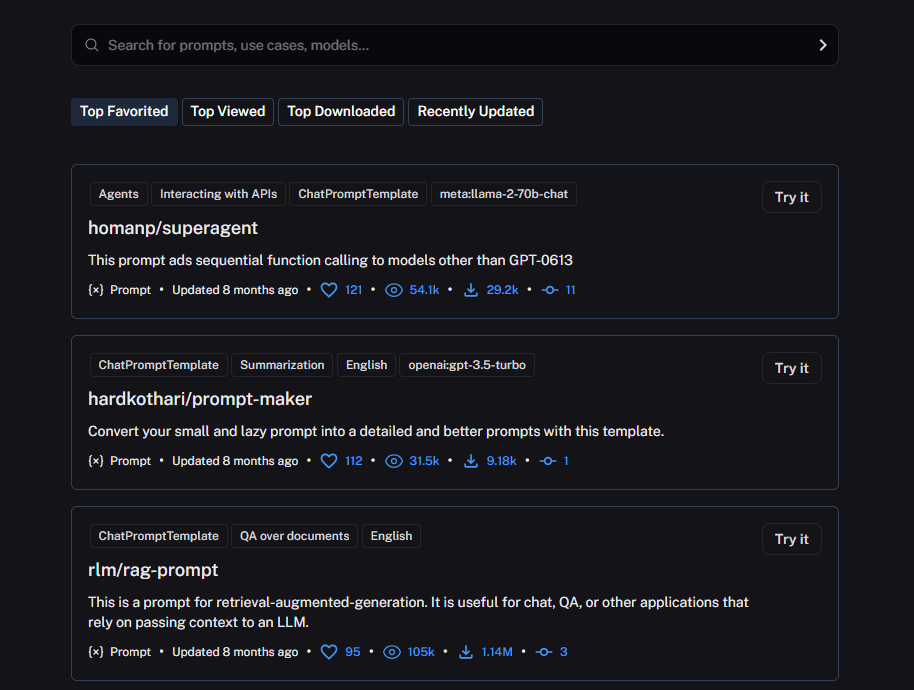 Search for prompts, use cases, models...
Top Favorited Top Viewed Top Downloaded Recently Updated
Agents Interacting with APIs ChatPromptTemplate meta:llama-2-70b-chat Try it
homanp/superagent
This prompt ads sequential function calling to models other than GPT-0613
{×} Prompt • Updated 8 months ago • 121 • 54.1k • 29.2k • 11
ChatPromptTemplate Summarization English openai:gpt-3.5-turbo Try it
hardkothari/prompt-maker
Convert your small and lazy prompt into a detailed and better prompts with this template.
{×} Prompt • Updated 8 months ago • 112 • 31.5k • 9.18k • 1
ChatPromptTemplate QA over documents English Try it
rlm/rag-prompt
This is a prompt for retrieval-augmented-generation. It is useful for chat, QA, or other applications that
rely on passing context to an LLM.
{×} Prompt • Updated 8 months ago • 95 • 105k • 1.14M • 3